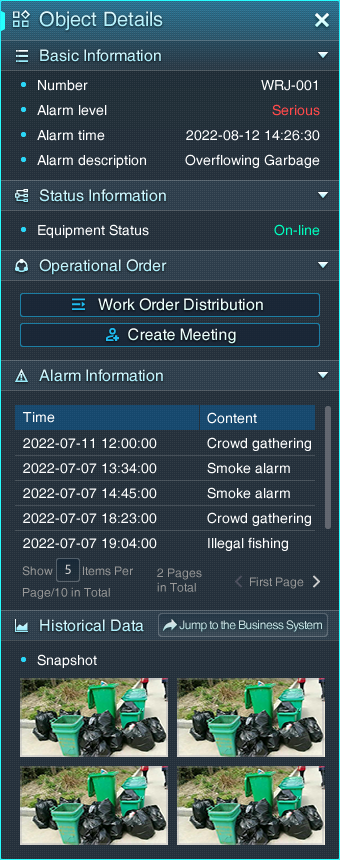 Object Details
Basic Information
Number WRJ-001
Alarm level Serious
Alarm time 2022-08-12 14:26:30
Alarm description Overflowing Garbage
Status Information
Equipment Status On-line
Operational Order
Work Order Distribution
Create Meeting
Alarm Information
Time Content
2022-07-11 12:00:00 Crowd gathering
2022-07-07 13:34:00 Smoke alarm
2022-07-07 14:45:00 Smoke alarm
2022-07-07 18:23:00 Crowd gathering
2022-07-07 19:04:00 Illegal fishing
Show 5 Items Per
Page/10 in Total
2 Pages
in Total
First Page
Historical Data Jump to the Business System
Snapshot